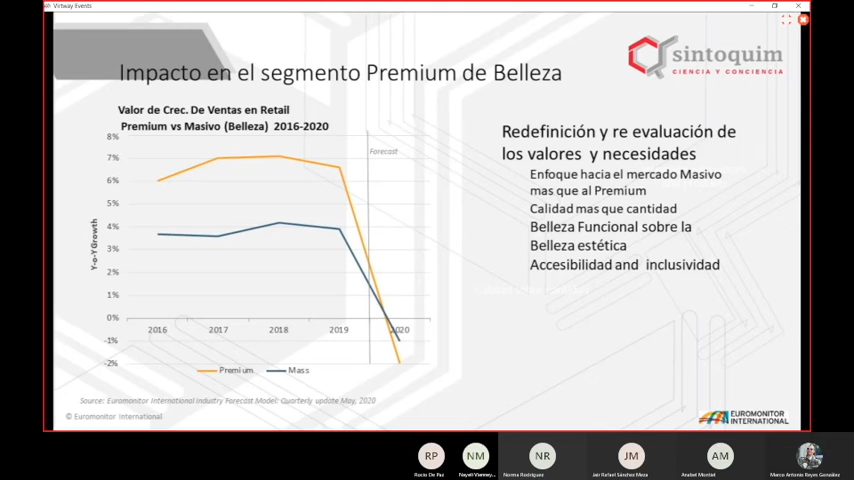 Virtway Events
Impacto en el segmento Premium de Belleza
sintoquim
CIENCIA Y CONCIENCIA
Valor de Crec. De Ventas en Retail
Premium vs Masivo (Belleza) 2016-2020
8%
7%
6%
5%
4%
3%
2%
1%
0%
-1%
-2%
Y-o-Y Growth
Forecast
2016
2017
2018
2019
2020
Premium
Mass
Redefinición y re evaluación de
los valores y necesidades
Enfoque hacia el mercado Masivo
mas que al Premium
Calidad mas que cantidad
Belleza Funcional sobre la
Belleza estética
Accesibilidad and inclusividad
Source: Euromonitor International Industry Forecast Model: Quarterly update May, 2020
© Euromonitor International
EUROMONITOR
INTERNATIONAL
RP
NM
NR
JM
AM
Rocio De Paz
Norma Rodriguez
Jair Rafael Sánchez Meza
Anabel Montiel
Marco Antonio Reyes González